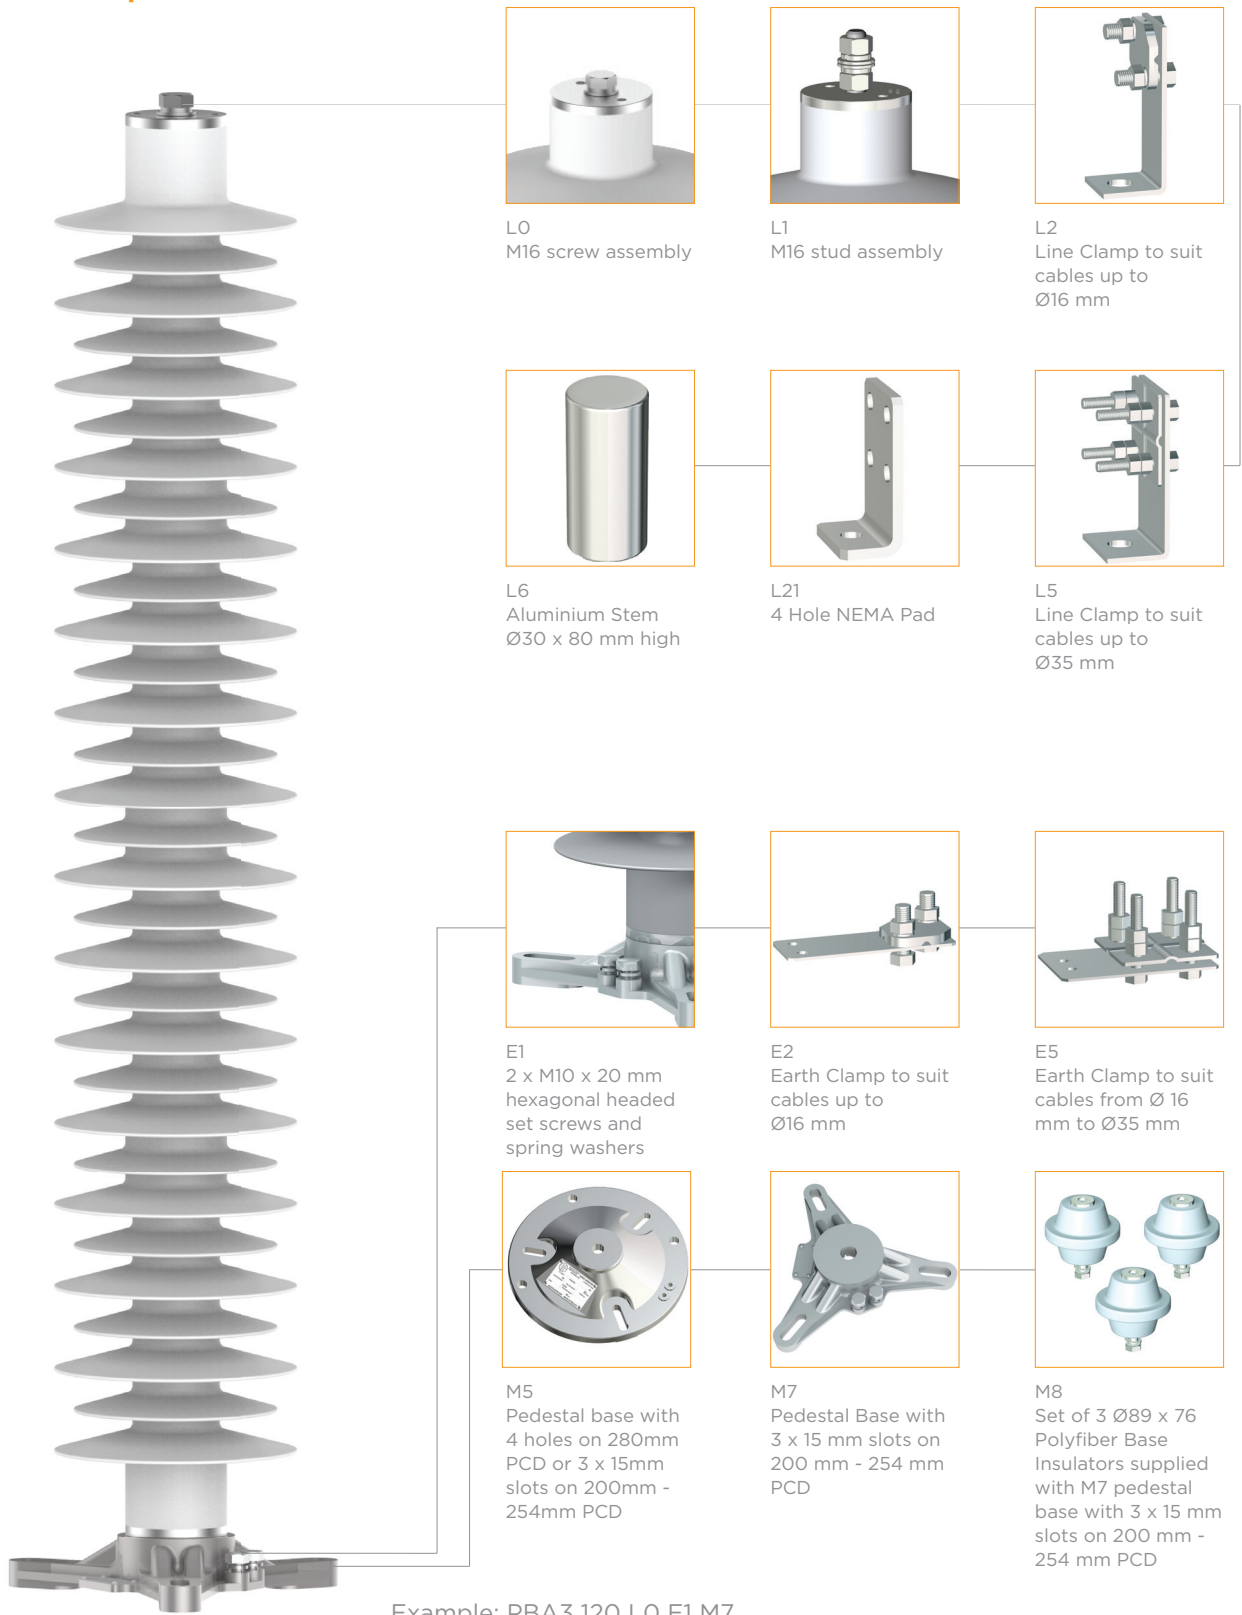 L0
M16 screw assembly
L1
M16 stud assembly
L2
Line Clamp to suit
cables up to
Ø16 mm
L6
Aluminium Stem
Ø30 x 80 mm high
L21
4 Hole NEMA Pad
L5
Line Clamp to suit
cables up to
Ø35 mm
E1
2 x M10 x 20 mm
hexagonal headed
set screws and
spring washers
E2
Earth Clamp to suit
cables up to
Ø16 mm
E5
Earth Clamp to suit
cables from Ø 16
mm to Ø35 mm
M5
Pedestal base with
4 holes on 280mm
PCD or 3 x 15mm
slots on 200mm -
254mm PCD
M7
Pedestal Base with
3 x 15 mm slots on
200 mm - 254 mm
PCD
M8
Set of 3 Ø89 x 76
Polyfiber Base
Insulators supplied
with M7 pedestal
base with 3 x 15 mm
slots on 200 mm -
254 mm PCD
Example: PBA3 120 L0 E1 M7